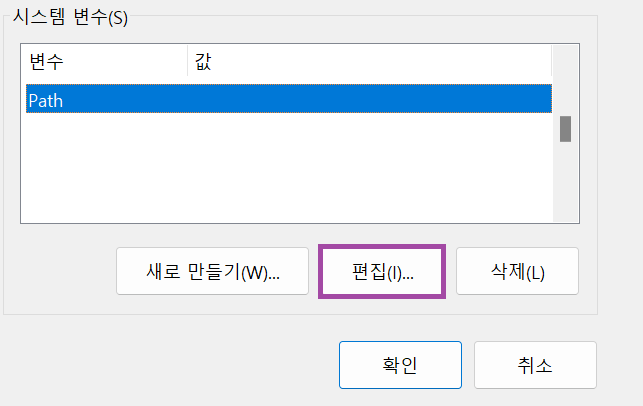 시스템 변수(S)
변수 값
Path
새로 만들기(W)... 편집(I)... 삭제(L)
확인 취소